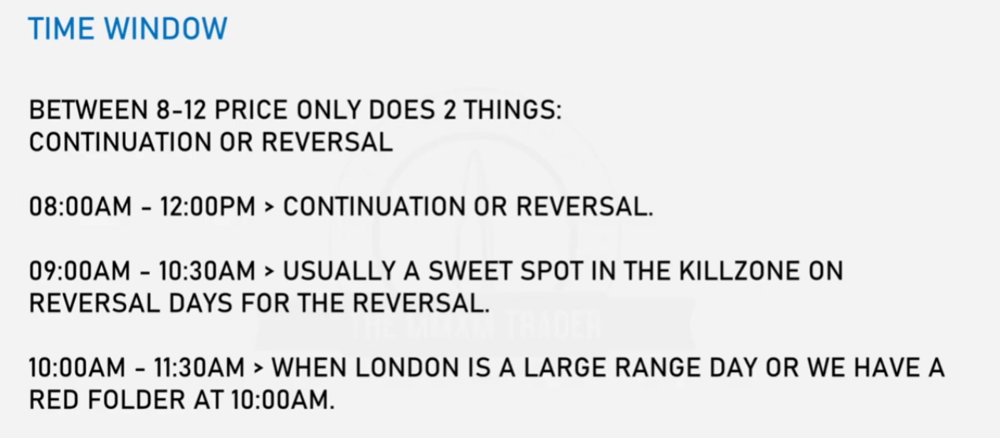 TIME WINDOW
BETWEEN 8-12 PRICE ONLY DOES 2 THINGS:
CONTINUATION OR REVERSAL
08:00AM - 12:00PM > CONTINUATION OR REVERSAL.
09:00AM - 10:30AM > USUALLY A SWEET SPOT IN THE KILLZONE ON
REVERSAL DAYS FOR THE REVERSAL.
THE TRADER
10:00AM - 11:30AM > WHEN LONDON IS A LARGE RANGE DAY OR WE HAVE A
RED FOLDER AT 10:00AM.